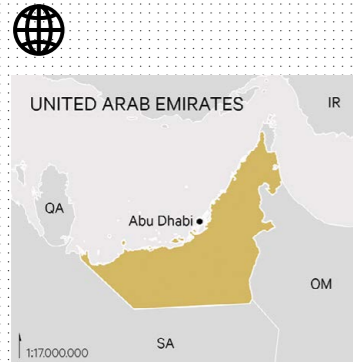 UNITED ARAB EMIRATES
IR
QA
Abu Dhabi
OM
SA
1:17.000.000